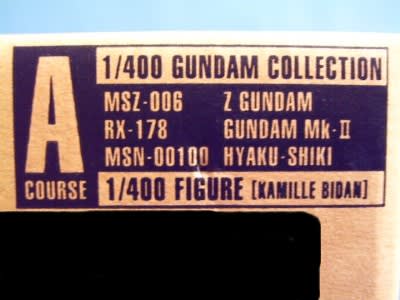 A
COURSE
1/400 GUNDAM COLLECTION
MSZ-006 Z GUNDAM
RX-178 GUNDAM Mk-II
MSN-00100 HYAKU-SHIKI
1/400 FIGURE [KAMILLE BIDAN]